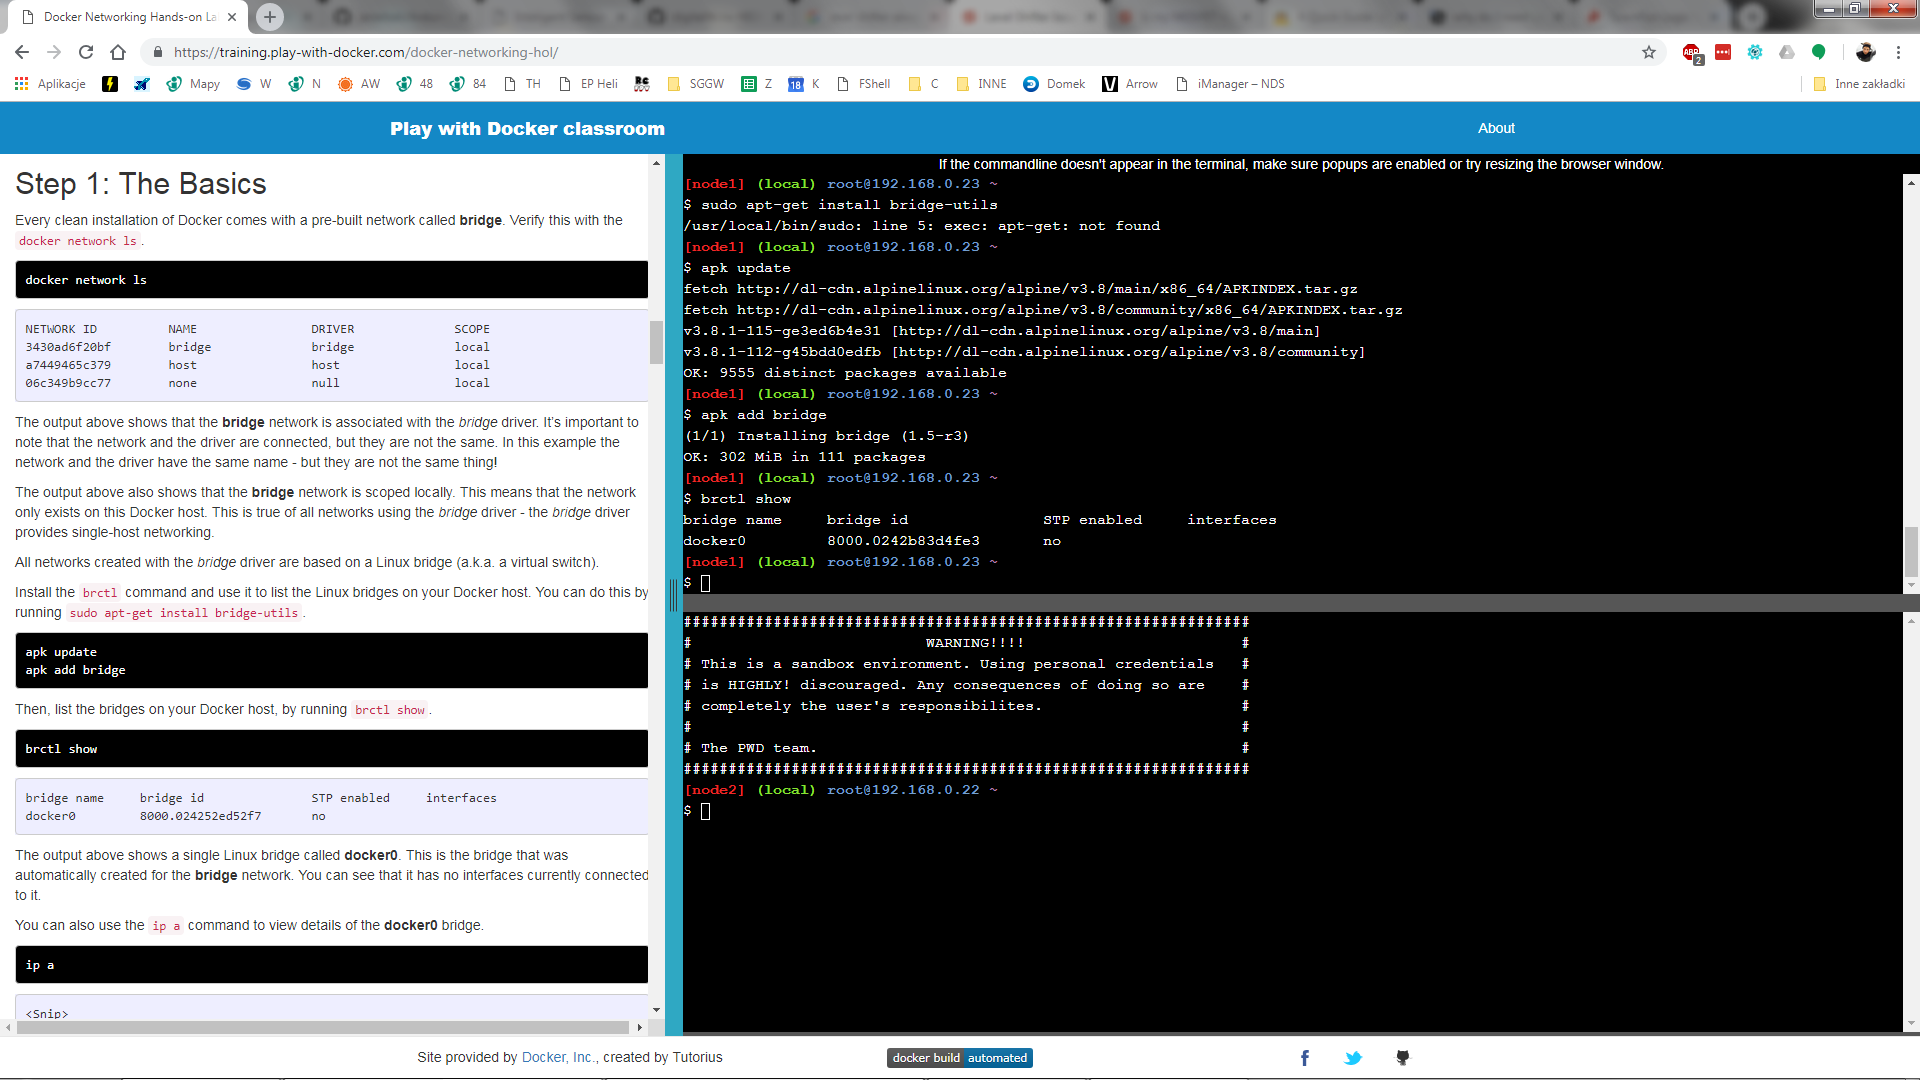 Docker Networking Hands-on La
https://training.play-with-docker.com/docker-networking-hol/
ABP
2
Aplikacje
Mapy
W
N
AW
48
84
TH
EP Heli
RC
SGGW
Z
18
K
FShell
C
INNE
Domek
Arrow
iManager – NDS
Inne zakładki
Play with Docker classroom
About
Step 1: The Basics
Every clean installation of Docker comes with a pre-built network called bridge. Verify this with the
docker network ls.
docker network ls
NETWORK ID NAME DRIVER SCOPE
3430ad6f20bf bridge bridge local
a7449465c379 host host local
06c349b9cc77 none null local
The output above shows that the bridge network is associated with the bridge driver. It's important to
note that the network and the driver are connected, but they are not the same. In this example the
network and the driver have the same name - but they are not the same thing!
The output above also shows that the bridge network is scoped locally. This means that the network
only exists on this Docker host. This is true of all networks using the bridge driver - the bridge driver
provides single-host networking.
All networks created with the bridge driver are based on a Linux bridge (a.k.a. a virtual switch).
Install the brctl command and use it to list the Linux bridges on your Docker host. You can do this by
running sudo apt-get install bridge-utils.
apk update
apk add bridge
Then, list the bridges on your Docker host, by running brctl show.
brctl show
bridge name bridge id STP enabled interfaces
docker0 8000.024252ed52f7 no
The output above shows a single Linux bridge called docker0. This is the bridge that was
automatically created for the bridge network. You can see that it has no interfaces currently connected
to it.
You can also use the ip a command to view details of the docker0 bridge.
ip a
<Snip>
If the commandline doesn't appear in the terminal, make sure popups are enabled or try resizing the browser window.
[node1] (local) root@192.168.0.23 ~
$ sudo apt-get install bridge-utils
/usr/local/bin/sudo: line 5: exec: apt-get: not found
[node1] (local) root@192.168.0.23 ~
$ apk update
fetch http://dl-cdn.alpinelinux.org/alpine/v3.8/main/x86_64/APKINDEX.tar.gz
fetch http://dl-cdn.alpinelinux.org/alpine/v3.8/community/x86_64/APKINDEX.tar.gz
v3.8.1-115-ge3ed6b4e31 [http://dl-cdn.alpinelinux.org/alpine/v3.8/main]
v3.8.1-112-g45bdd0edfb [http://dl-cdn.alpinelinux.org/alpine/v3.8/community]
OK: 9555 distinct packages available
[node1] (local) root@192.168.0.23 ~
$ apk add bridge
(1/1) Installing bridge (1.5-r3)
OK: 302 MiB in 111 packages
[node1] (local) root@192.168.0.23 ~
$ brctl show
bridge name bridge id STP enabled interfaces
docker0 8000.0242b83d4fe3 no
[node1] (local) root@192.168.0.23 ~
$
###############################################################
# WARNING!!!! #
# This is a sandbox environment. Using personal credentials #
# is HIGHLY! discouraged. Any consequences of doing so are #
# completely the user's responsibilites. #
# #
# The PWD team. #
###############################################################
[node2] (local) root@192.168.0.22 ~
$
Site provided by Docker, Inc., created by Tutorius
docker build automated